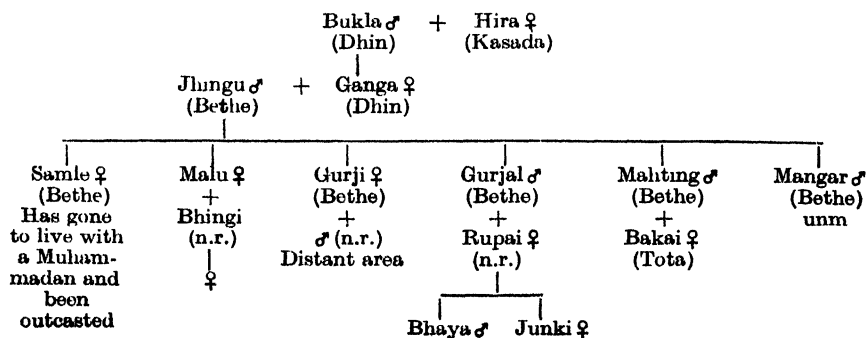 Bukla ♂ + Hira ♀
(Dhin) (Kasada)
Jhungu ♂ + Ganga ♀
(Bethe) (Dhin)
Samle ♀ Malu ♀ Gurji ♀ Gurjal ♂ Mahting ♂ Mangar ♂
(Bethe) + (Bethe) (Bethe) (Bethe) (Bethe)
Has gone Bhingi + + + unm
to live with (n.r.) ♂ (n.r.) Rupai ♀ Bakai ♀
a Muham- Distant area (n.r.) (Tota)
madan and ♀
been
outcasted
Bhaya ♂ Junki ♀